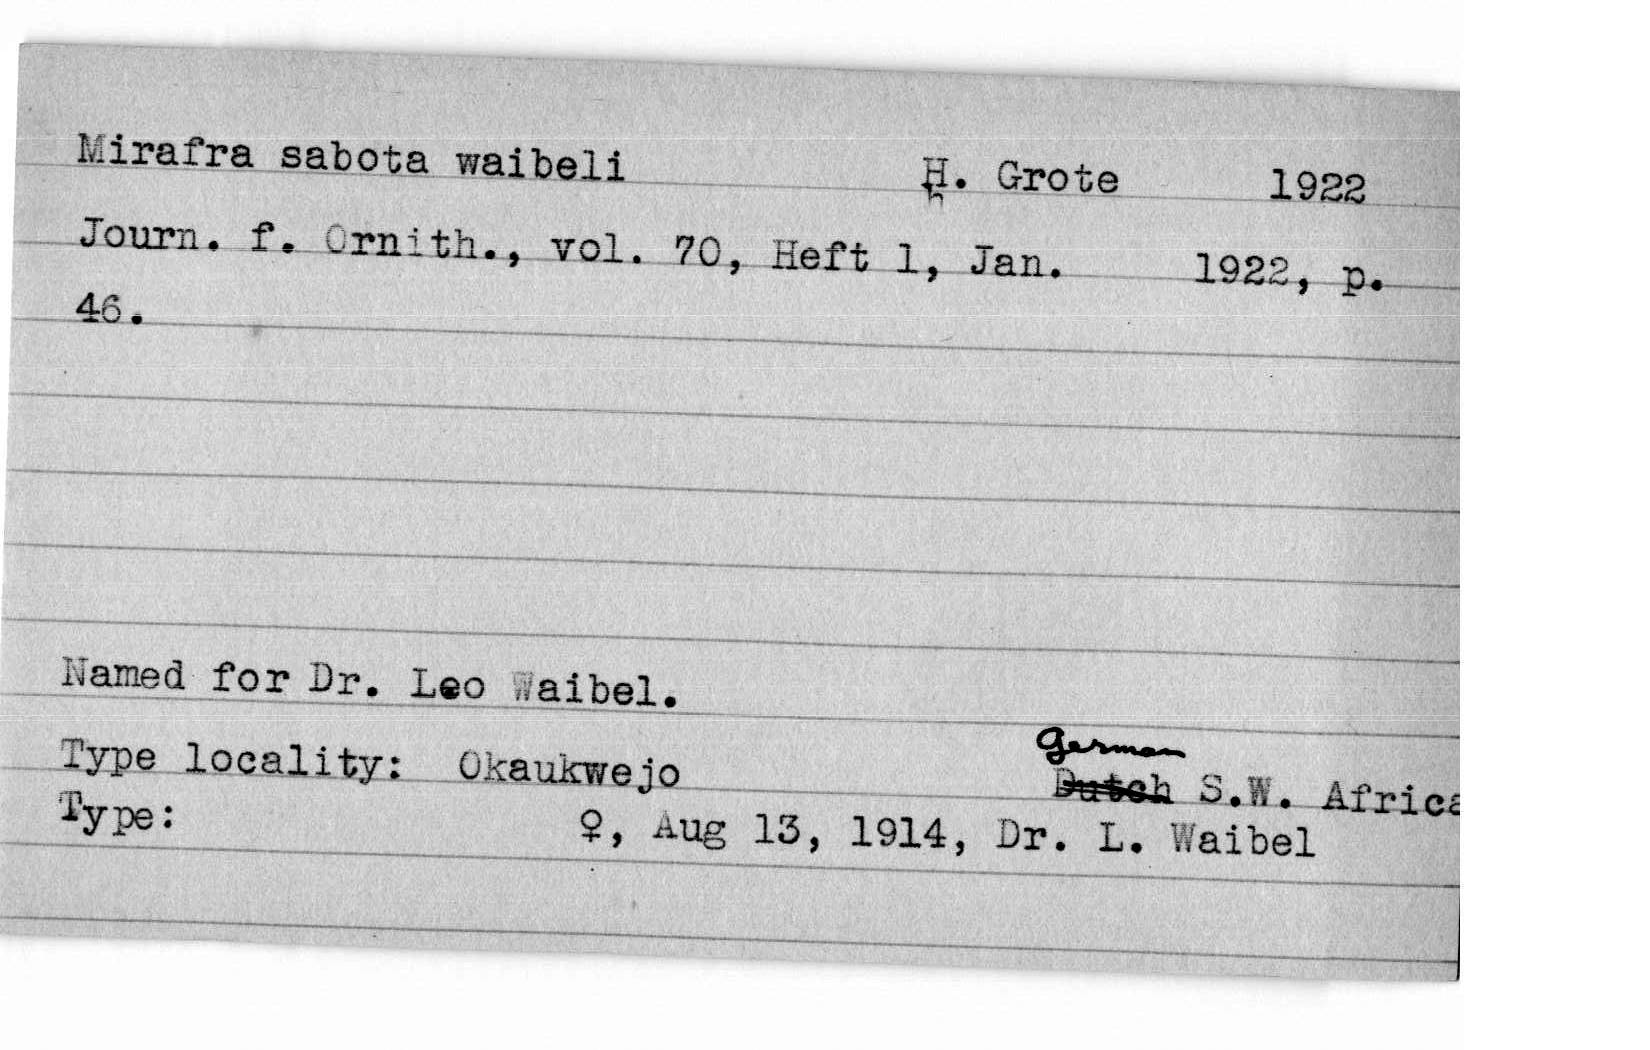 Mirafra sabota waibeli H. Grote 1922
Journ. f. Ornith., vol. 70, Heft 1, Jan. 1922, p.
46.
Named for Dr. Leo Waibel.
German
Type locality: Okaukwejo Dutch S.W. Africa
Type: ♀, Aug 13, 1914, Dr. L. Waibel